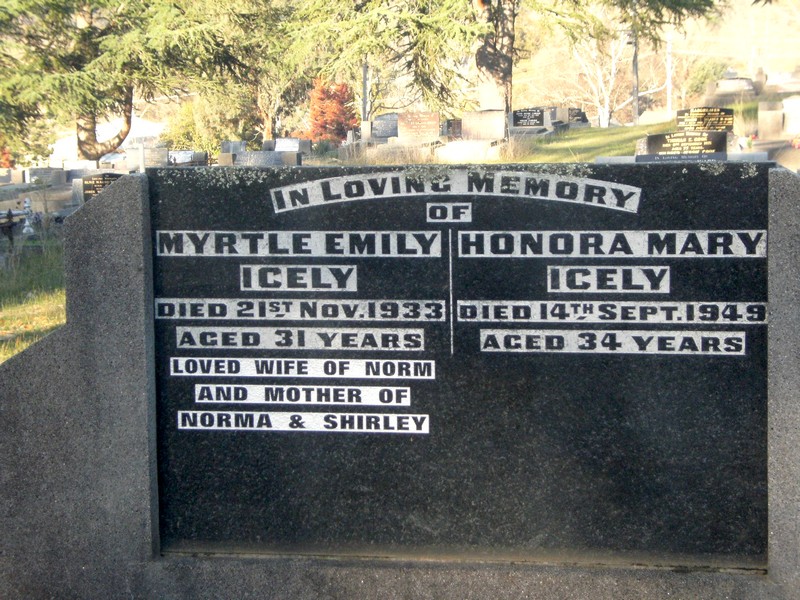 IN LOVING MEMORY
OF
MYRTLE EMILY
ICELY
DIED 21ST NOV. 1933
AGED 31 YEARS
LOVED WIFE OF NORM
AND MOTHER OF
NORMA & SHIRLEY
HONORA MARY
ICELY
DIED 14TH SEPT. 1949
AGED 34 YEARS